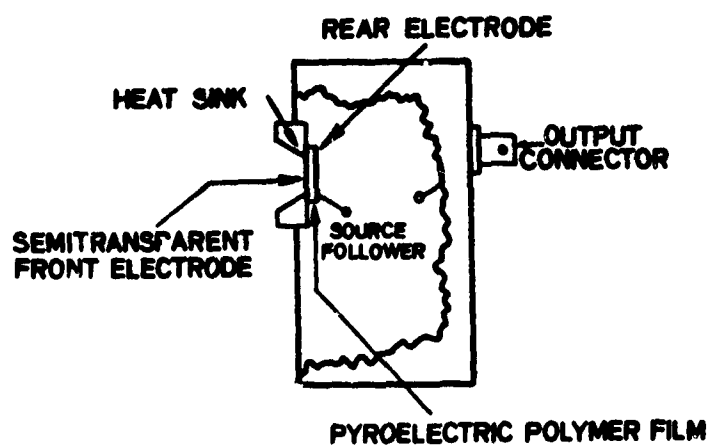 REAR ELECTRODE
HEAT SINK
OUTPUT
CONNECTOR
SEMITRANSPARENT
FRONT ELECTRODE
SOURCE
FOLLOWER
PYROELECTRIC POLYMER FILM